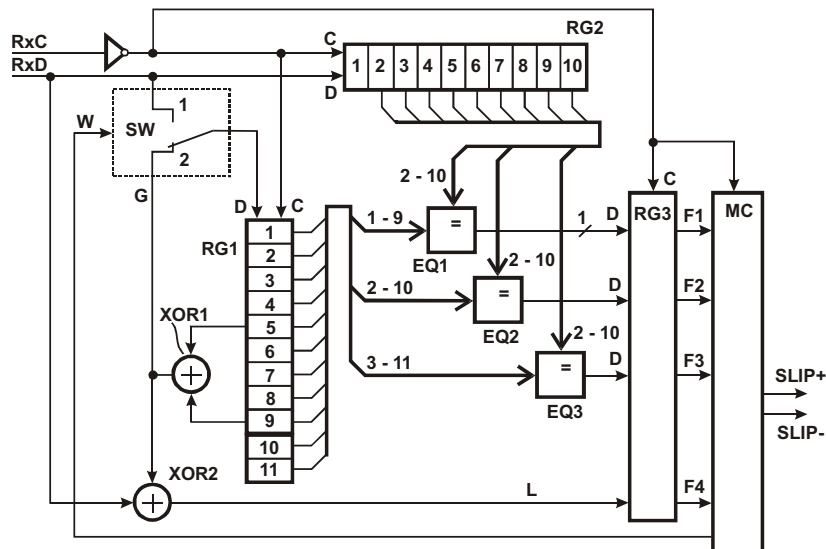 RG2
RxC
C
1 2 3 4 5 6 7 8 9 10
RxD
D
1
W
SW
2
C
2 - 10
G
D C
RG3
MC
1 - 9
1
D
F1
RG1
1
=
2
EQ1
2 - 10
3
2 - 10
D
F2
=
4
XOR1
5
EQ2
2 - 10
6
D
F3
7
3 - 11
=
SLIP+
8
EQ3
9
SLIP-
10
XOR2
11
L
F4